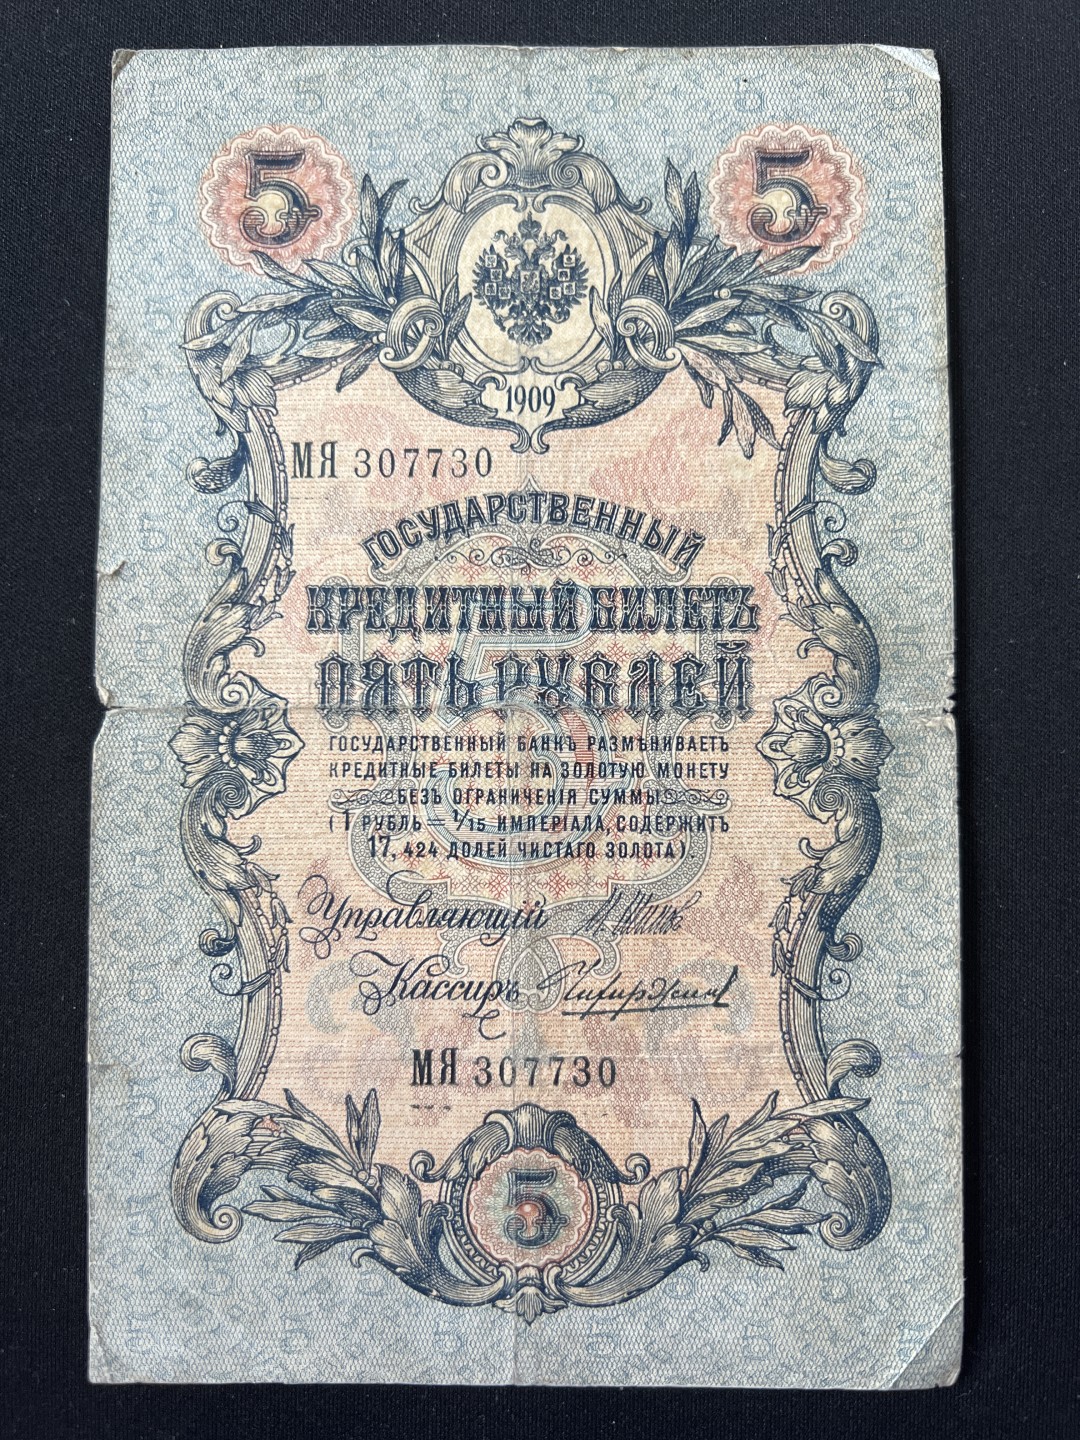 5 5
1909
МЯ 307730
ГОСУДАРСТВЕННЫЙ
КРЕДИТНЫЙ БИЛЕТЪ
ПЯТЬ РУБЛЕЙ
ГОСУДАРСТВЕННЫЙ БАНКЪ РАЗМѢНИВАЕТЪ
КРЕДИТНЫЕ БИЛЕТЫ НА ЗОЛОТУЮ МОНЕТУ
БЕЗЪ ОГРАНИЧЕНІЯ СУММЫ
(1 РУБЛЬ = 1/15 ИМПЕРІАЛА, СОДЕРЖИТЪ
17,424 ДОЛЕЙ ЧИСТАГО ЗОЛОТА).
Управляющій
Кассиръ
МЯ 307730
5